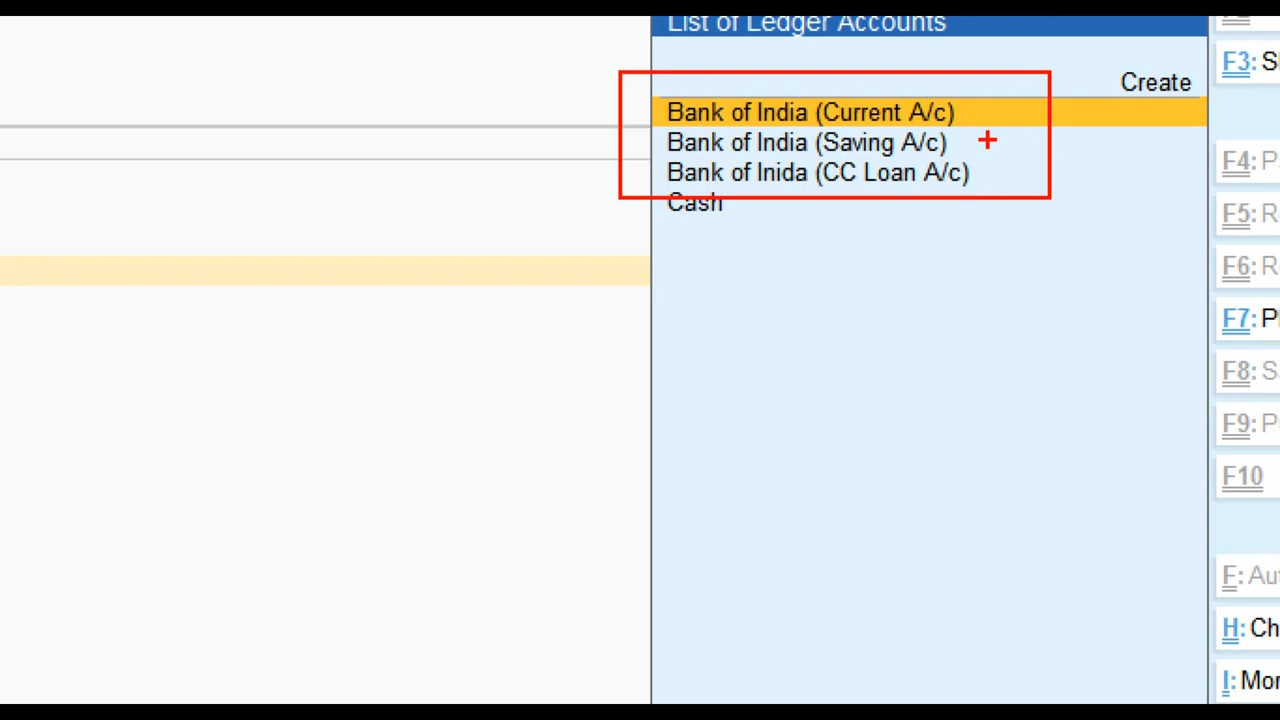 List of Ledger Accounts
Create
Bank of India (Current A/c)
Bank of India (Saving A/c)
Bank of Inida (CC Loan A/c)
Cash
F3:
F4:
F5:
F6:
F7:
F8:
F9:
F10
F:
H:
I: